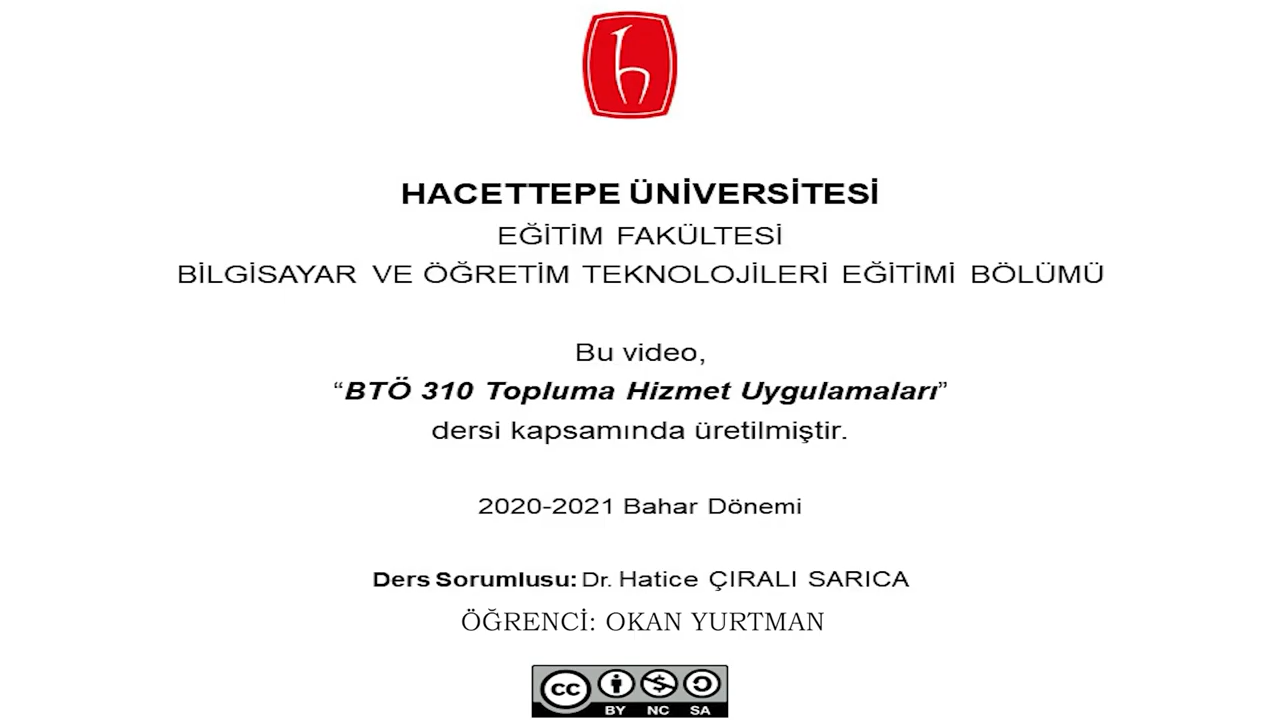 HACETTEPE ÜNİVERSİTESİ
EĞİTİM FAKÜLTESİ
BİLGİSAYAR VE ÖĞRETİM TEKNOLOJİLERİ EĞİTİMİ BÖLÜMÜ
Bu video,
“BTÖ 310 Topluma Hizmet Uygulamaları”
dersi kapsamında üretilmiştir.
2020-2021 Bahar Dönemi
Ders Sorumlusu: Dr. Hatice ÇIRALI SARICA
ÖĞRENCİ: OKAN YURTMAN
cc
BY NC SA